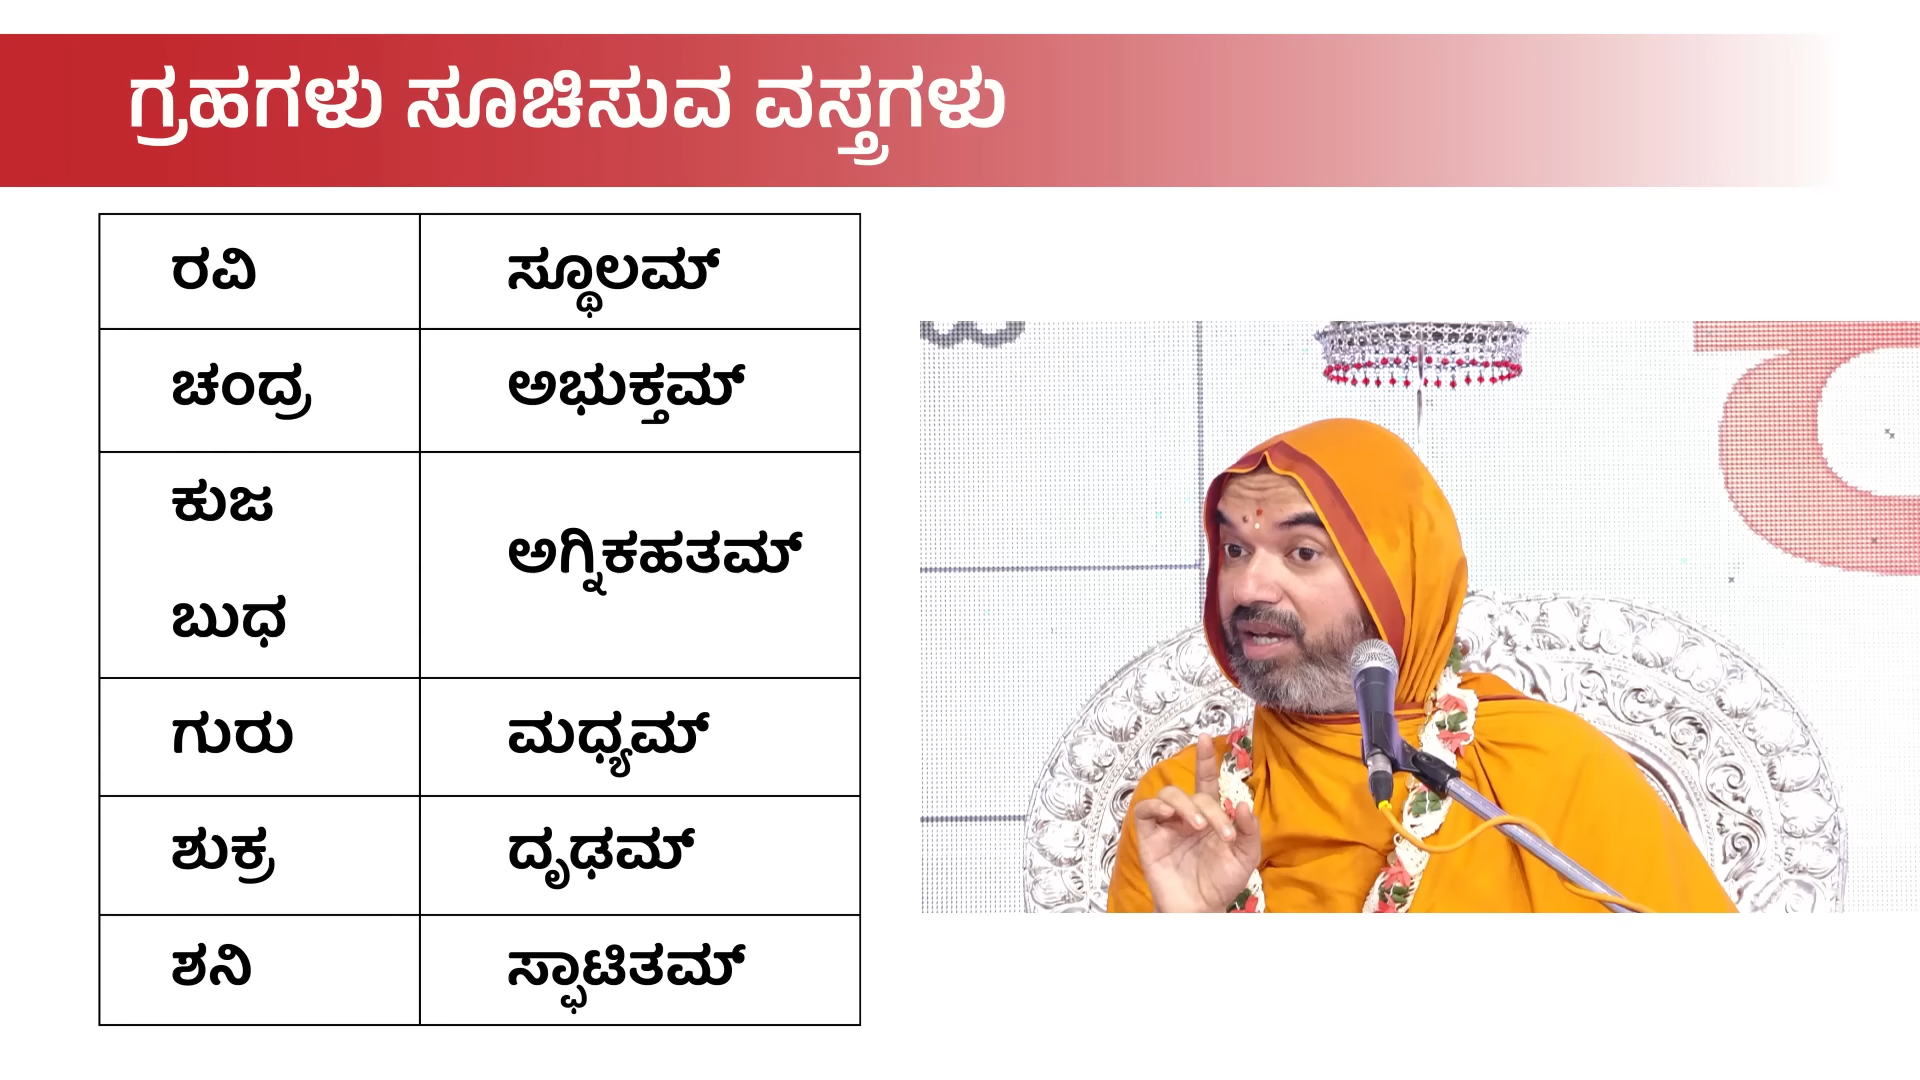 ಗ್ರಹಗಳು ಸೂಚಿಸುವ ವಸ್ತ್ರಗಳು
ರವಿ ಸ್ಥೂಲಮ್
ಚಂದ್ರ ಅಭುಕ್ತಮ್
ಕುಜ
ಅಗ್ನಿಕಹತಮ್
ಬುಧ
ಗುರು ಮಧ್ಯಮ್
ಶುಕ್ರ ದೃಢಮ್
ಶನಿ ಸ್ಫಾಟಿತಮ್